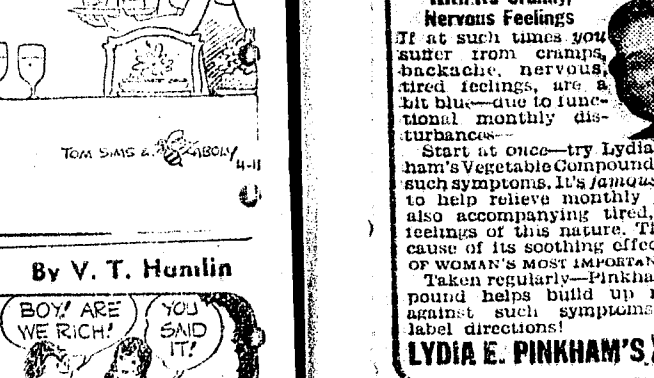 TOM SIMS & ZABOLY
4-11
By V. T. Hamlin
BOY! ARE
WE RICH!
YOU
SAID
IT!
Nervous Feelings
If at such times you
suffer from cramps,
backache, nervous,
tired feelings, are a
bit blue—due to func-
tional monthly dis-
turbances—
Start at once—try Lydia
ham's Vegetable Compound
such symptoms. It's famous
to help relieve monthly
also accompanying tired,
feelings of this nature.
cause of its soothing effec
OF WOMAN'S MOST IMPORTAN
Taken regularly—Pinkha
pound helps build up
against such symptoms
label directions!
LYDIA E. PINKHAM'S